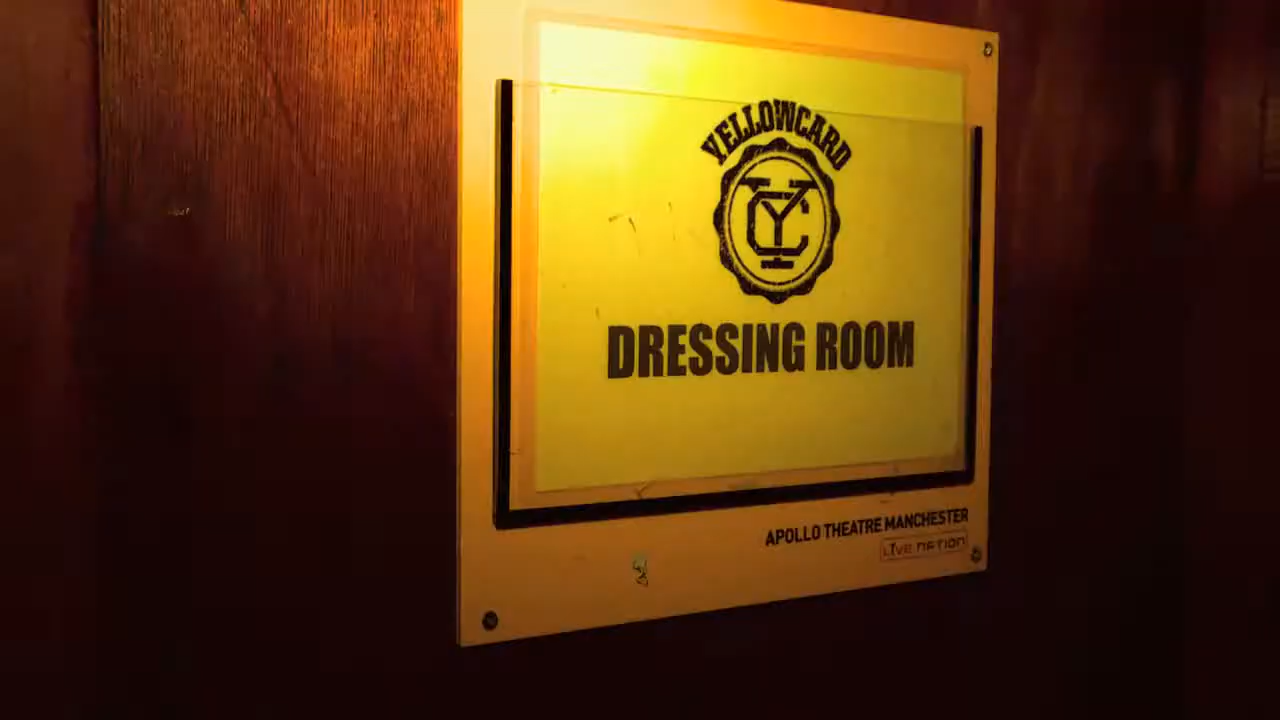 YELLOWCARD
YC
DRESSING ROOM
APOLLO THEATRE MANCHESTER
LIVE NATION